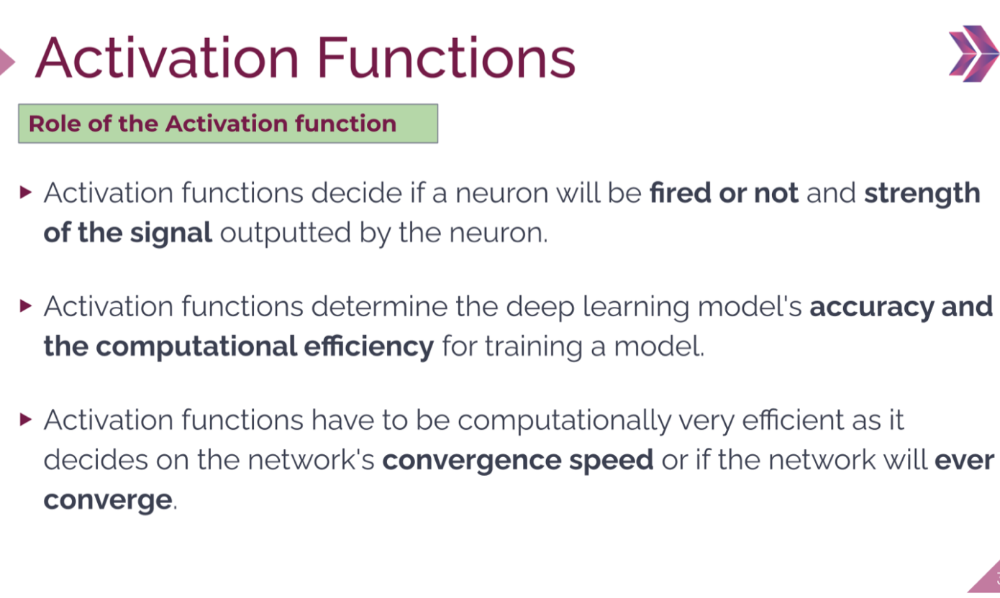 Activation Functions
Role of the Activation function
Activation functions decide if a neuron will be fired or not and strength
of the signal outputted by the neuron.
Activation functions determine the deep learning model's accuracy and
the computational efficiency for training a model.
Activation functions have to be computationally very efficient as it
decides on the network's convergence speed or if the network will ever
converge.